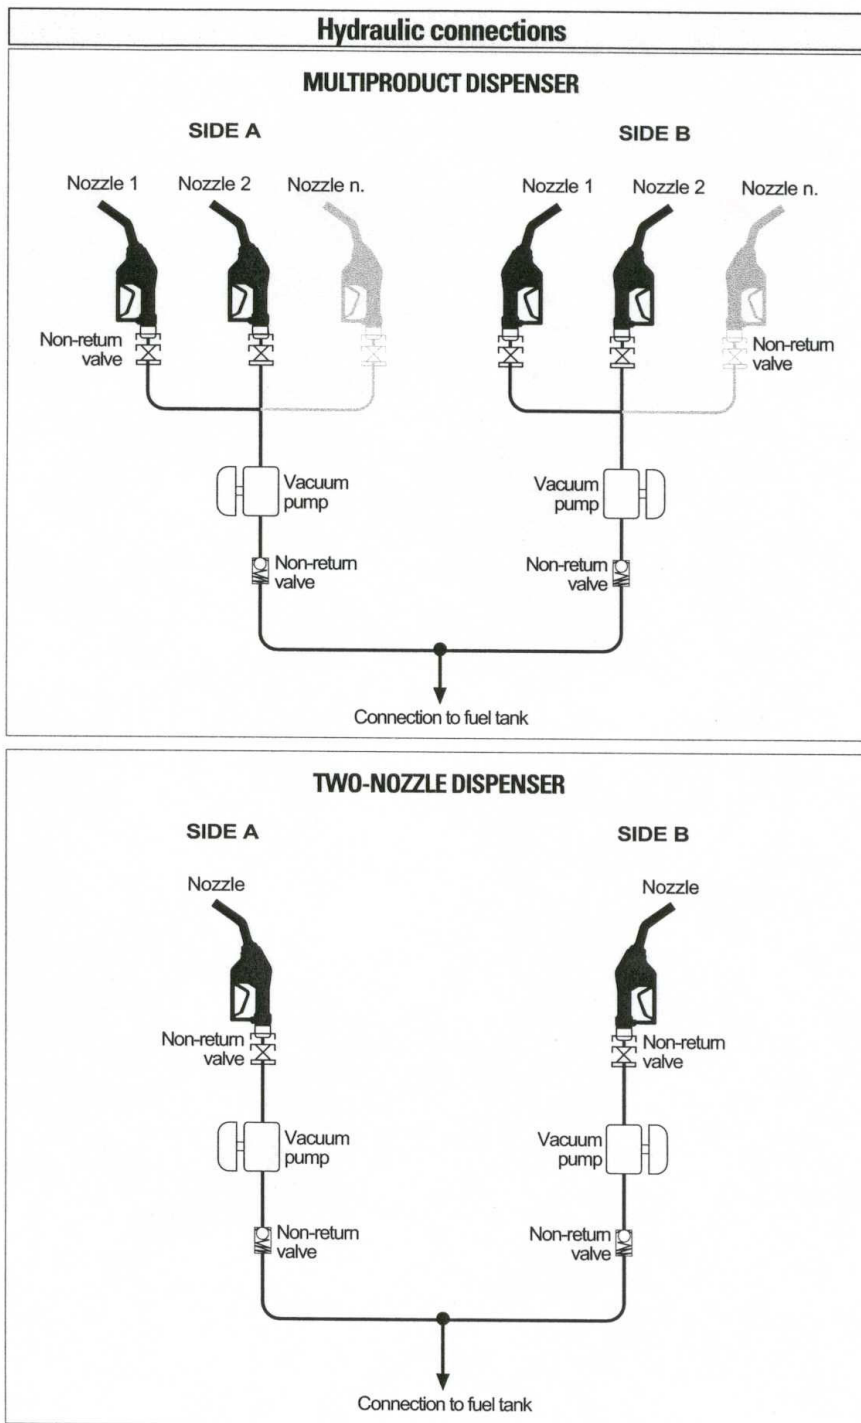 Hydraulic connections
MULTIPRODUCT DISPENSER
SIDE A
SIDE B
Nozzle 1
Nozzle 2
Nozzle n.
Nozzle 1
Nozzle 2
Nozzle n.
Non-return
valve
Non-return
valve
Vacuum
pump
Vacuum
pump
Non-return
valve
Non-return
valve
Connection to fuel tank
TWO-NOZZLE DISPENSER
SIDE A
SIDE B
Nozzle
Nozzle
Non-return
valve
Non-return
valve
Vacuum
pump
Vacuum
pump
Non-return
valve
Non-return
valve
Connection to fuel tank